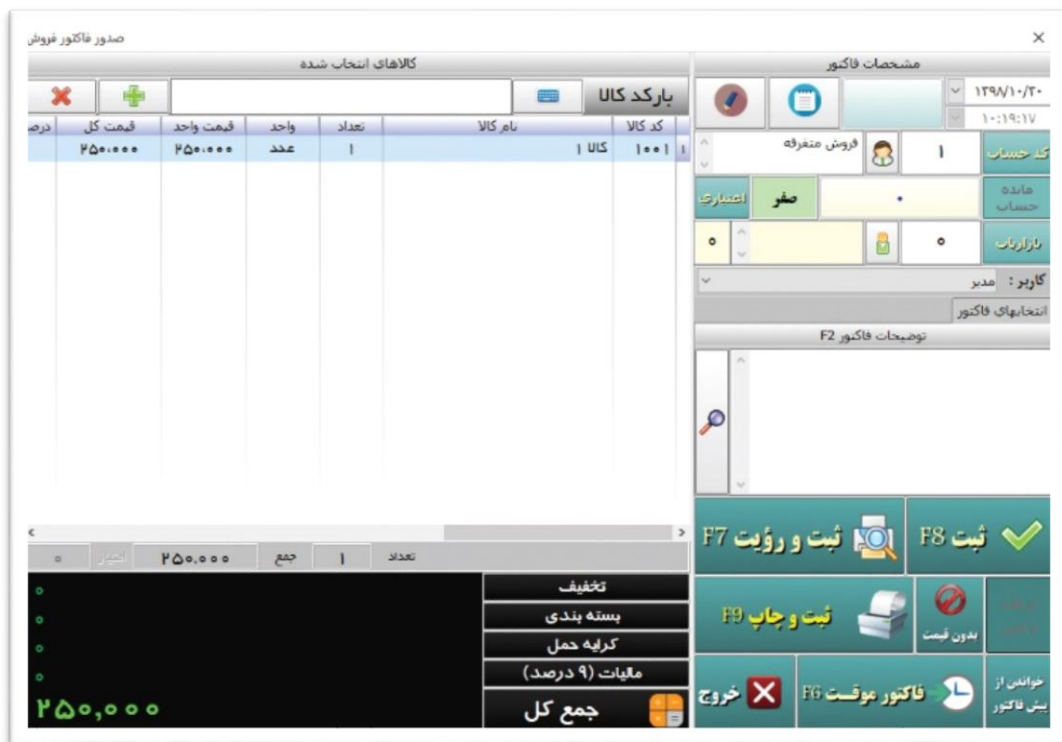 صدور فاکتور فروش
مشخصات فاکتور
۱۳۹۸/۱۰/۲۰
۱۰:۱۹:۱۷
کد حساب ۱ فروش متفرقه
مانده حساب ۰ صفر اعتباری
بازاریاب ۰ ۰
کاربر : مدیر
انتخابهای فاکتور
توضیحات فاکتور F2
ثبت F8 ثبت و رؤیت F7
بدون قیمت ثبت و چاپ F9
خواندن از پیش فاکتور فاکتور موقت F6 خروج
کالاهای انتخاب شده
بارکد کالا
کد کالا نام کالا تعداد واحد قیمت واحد قیمت کل درصد
۱ ۱۰۰۱ کالا ۱ ۱ عدد ۲۵۰،۰۰۰ ۲۵۰،۰۰۰
تعداد ۱ جمع ۲۵۰،۰۰۰ ۰
تخفیف ۰
بسته بندی ۰
کرایه حمل ۰
مالیات (۹ درصد) ۰
جمع کل ۲۵۰,۰۰۰